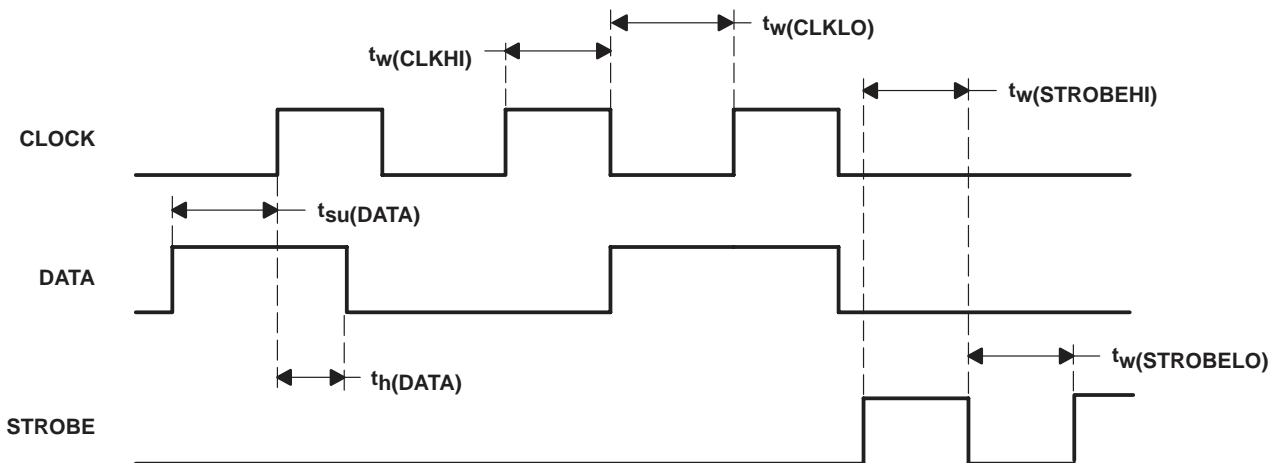 tw(CLKLO)
tw(CLKHI)
tw(STROBEHI)
CLOCK
tsu(DATA)
DATA
tw(STROBELO)
th(DATA)
STROBE